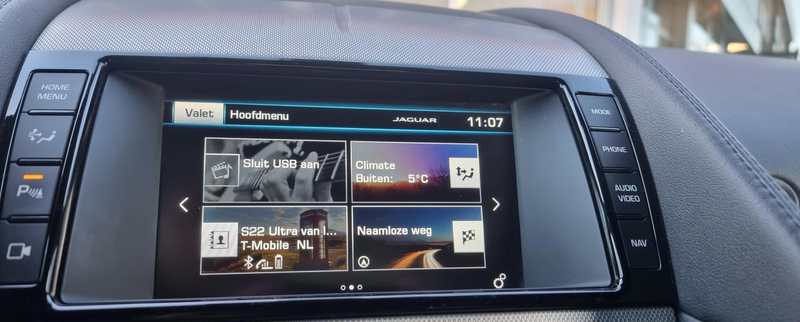 HOME
MENU
Valet
Hoofdmenu
JAGUAR
11:07
Sluit USB aan
Climate
Buiten: 5°C
S22 Ultra van l...
T-Mobile NL
Naamloze weg
P
MODE
PHONE
AUDIO
VIDEO
NAV